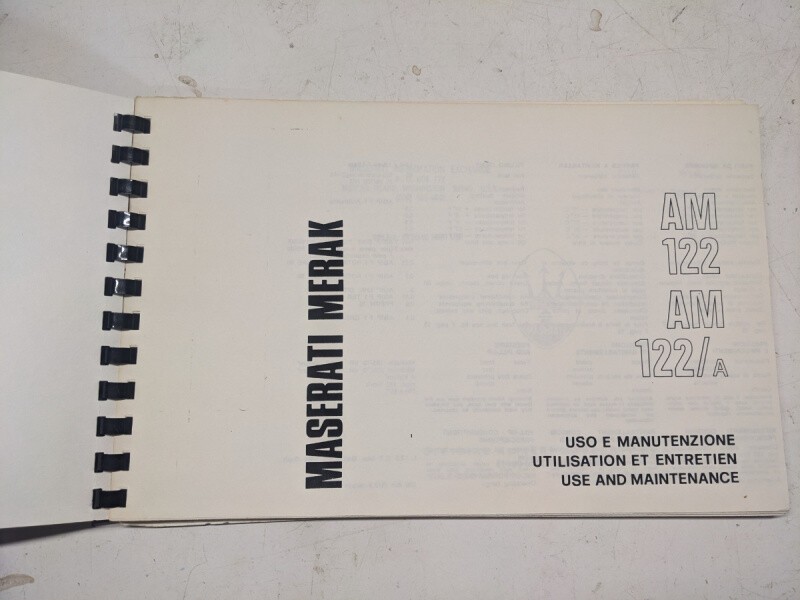 MASERATI MERAK
AM
122
AM
122/A
USO E MANUTENZIONE
UTILISATION ET ENTRETIEN
USE AND MAINTENANCE